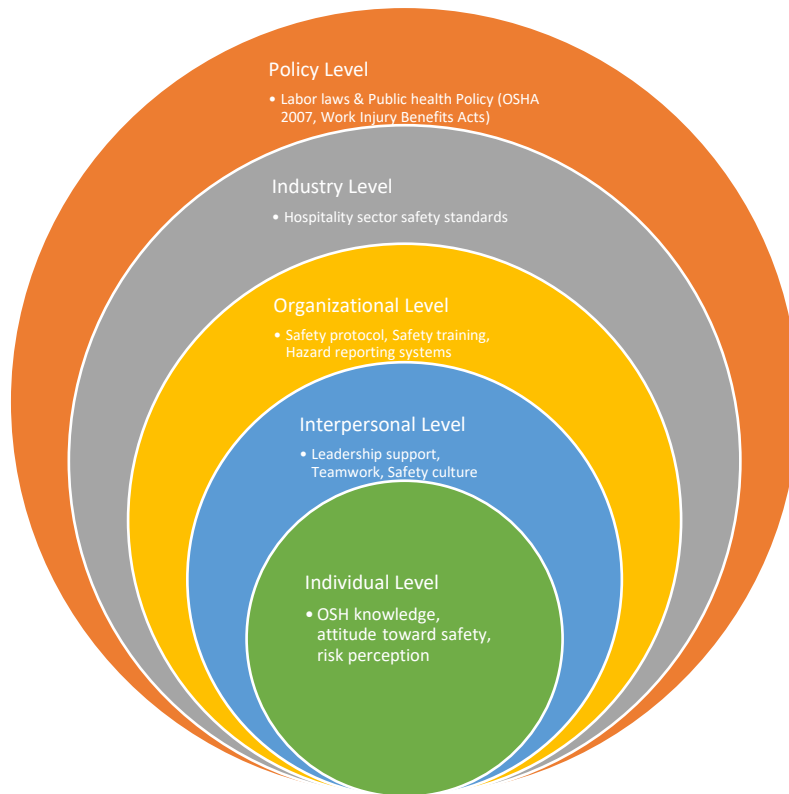 Policy Level
• Labor laws & Public health Policy (OSHA
2007, Work Injury Benefits Acts)
Industry Level
• Hospitality sector safety standards
Organizational Level
• Safety protocol, Safety training,
Hazard reporting systems
Interpersonal Level
• Leadership support,
Teamwork, Safety culture
Individual Level
• OSH knowledge,
attitude toward safety,
risk perception